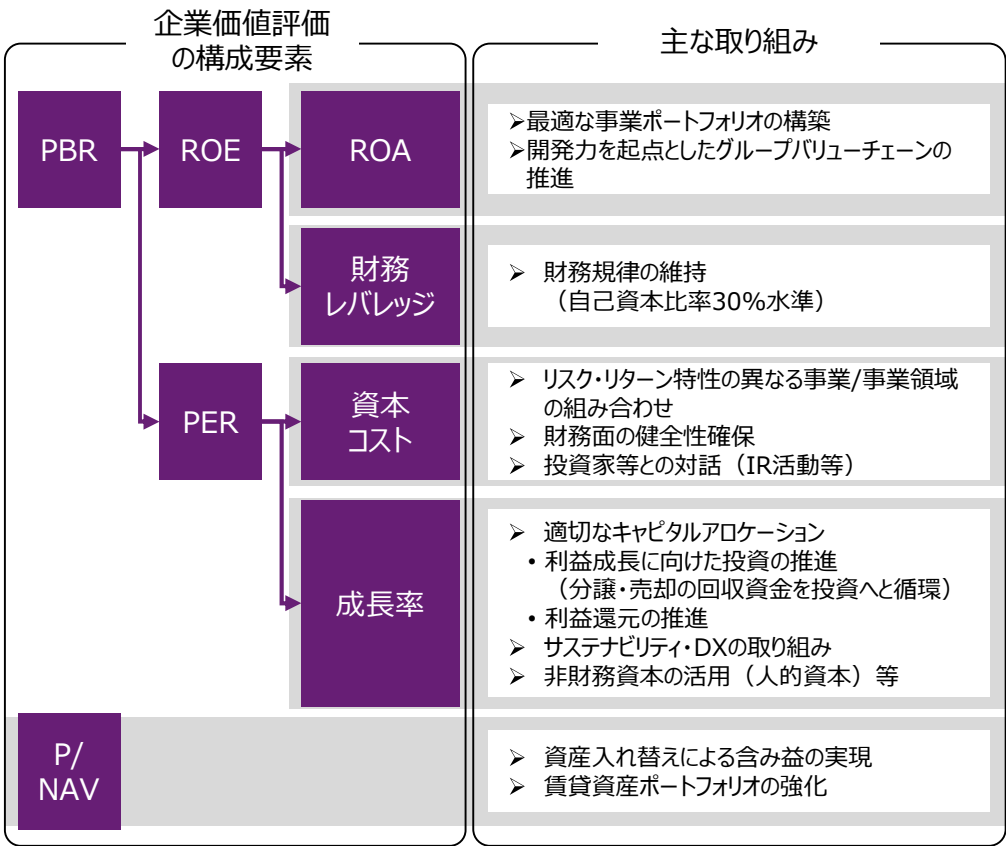 企業価値評価
の構成要素
主な取り組み
PBR
ROE
ROA
➢最適な事業ポートフォリオの構築
➢開発力を起点としたグループバリューチェーンの
推進
財務
レバレッジ
➢ 財務規律の維持
（自己資本比率30%水準）
PER
資本
コスト
➢ リスク・リターン特性の異なる事業/事業領域
の組み合わせ
➢ 財務面の健全性確保
➢ 投資家等との対話（IR活動等）
成長率
➢ 適切なキャピタルアロケーション
• 利益成長に向けた投資の推進
（分譲・売却の回収資金を投資へと循環）
• 利益還元の推進
➢ サステナビリティ・DXの取り組み
➢ 非財務資本の活用（人的資本）等
P/
NAV
➢ 資産入れ替えによる含み益の実現
➢ 賃貸資産ポートフォリオの強化